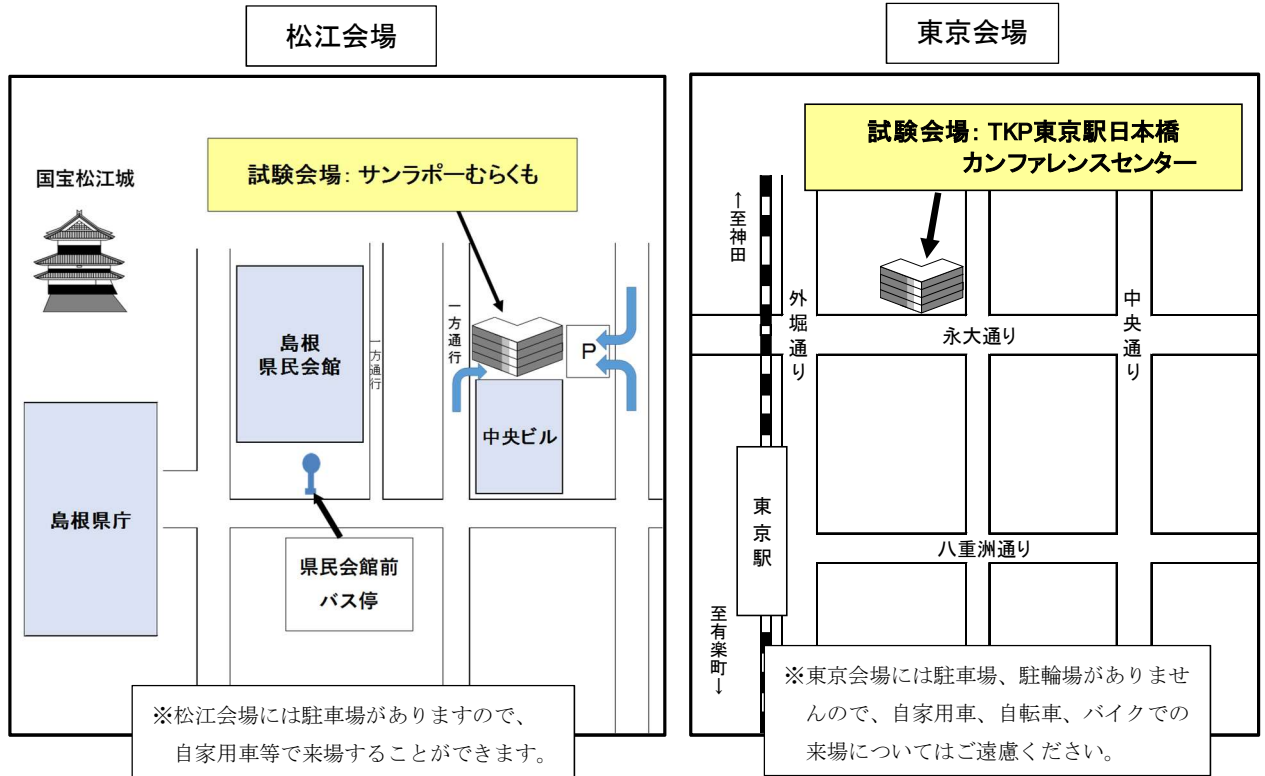 松江会場
国宝松江城
試験会場：サンラポーむらくも
島根
県民会館
一方通行
一方通行
P
中央ビル
島根県庁
県民会館前
バス停
※松江会場には駐車場がありますので、
自家用車等で来場することができます。
東京会場
試験会場：TKP東京駅日本橋
カンファレンスセンター
↑至神田
外堀通り
中央通り
永大通り
東京駅
八重洲通り
至有楽町↓
※東京会場には駐車場、駐輪場がありませ
んので、自家用車、自転車、バイクでの
来場についてはご遠慮ください。